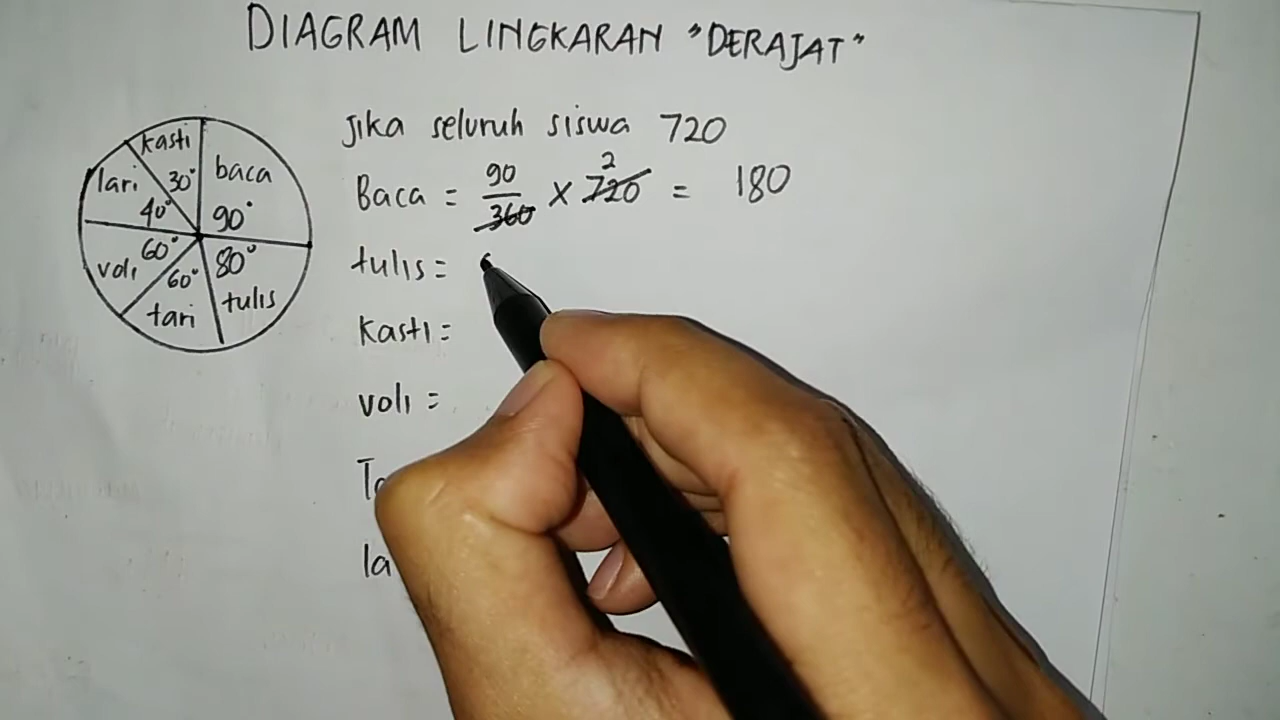 DIAGRAM LINGKARAN "DERAJAT"
kasti
30°
baca
90°
lari
40°
voli
60°
60°
tari
80°
tulis
Jika seluruh siswa 720
Baca = 90/360 x 720 2 = 180
tulis =
Kasti =
voli =